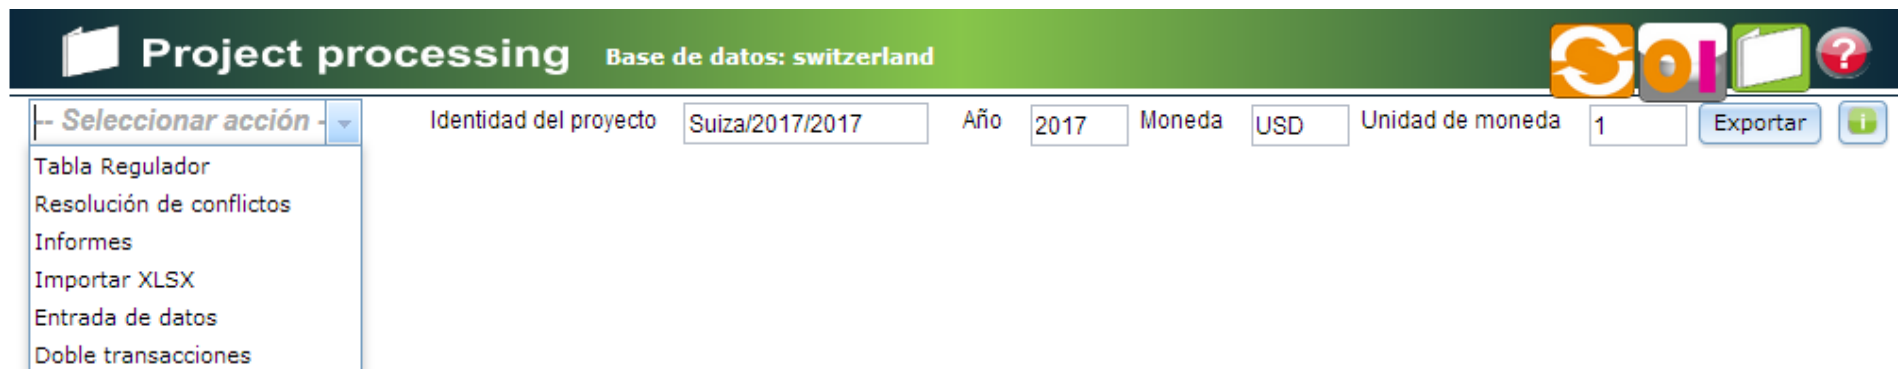 Project processing Base de datos: switzerland OI ?
-- Seleccionar acción - Identidad del proyecto Suiza/2017/2017 Año 2017 Moneda USD Unidad de moneda 1 Exportar i
Tabla Regulador
Resolución de conflictos
Informes
Importar XLSX
Entrada de datos
Doble transacciones